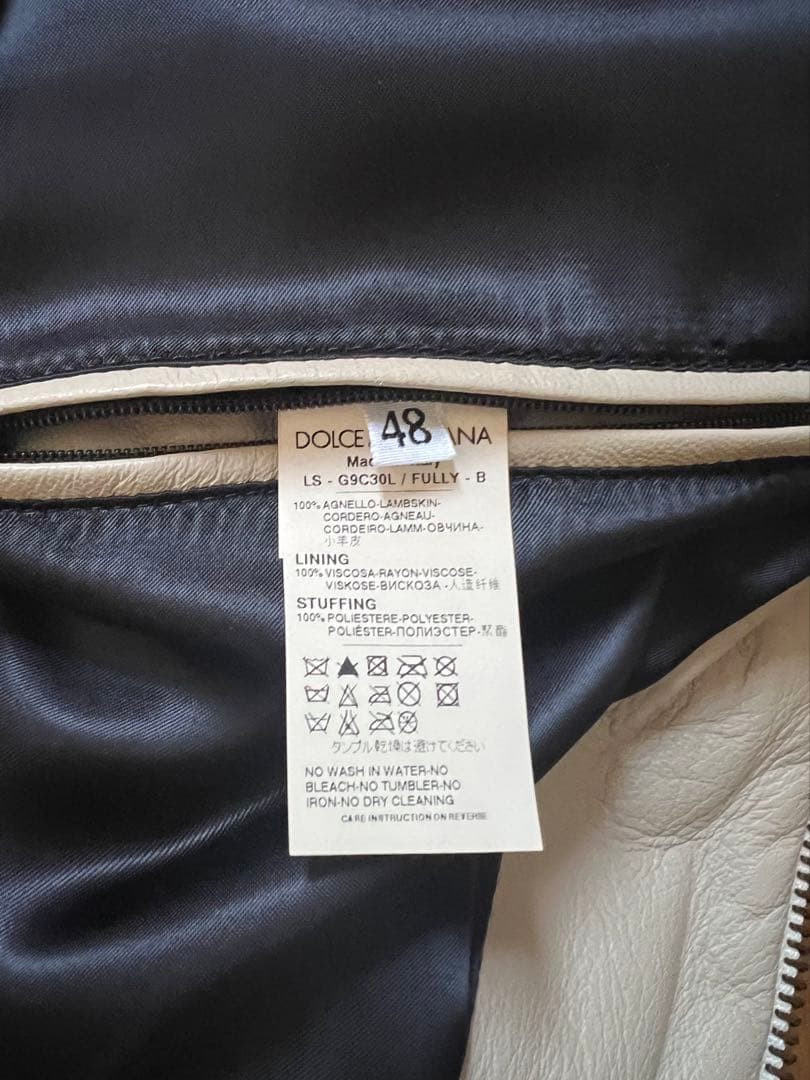 48
DOLCE ANA
Mad
LS - G9C30L / FULLY - B
100% AGNELLO-LAMBSKIN-
CORDERO-AGNEAU-
CORDEIRO-LAMM-ОВЧИНА-
小羊皮
LINING
100% VISCOSA-RAYON-VISCOSE-
VISKOSE-ВИСКОЗА-人造纤维
STUFFING
100% POLIESTERE-POLYESTER-
POLIÉSTER-ПОЛИЭСТЕР-聚酯
タンブル乾燥は避けてください
NO WASH IN WATER-NO
BLEACH-NO TUMBLER-NO
IRON-NO DRY CLEANING
CARE INSTRUCTION ON REVERSE